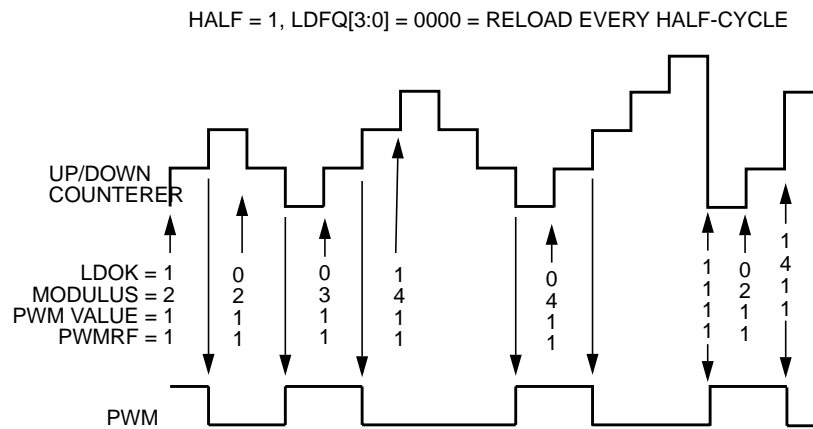 HALF = 1, LDFQ[3:0] = 0000 = RELOAD EVERY HALF-CYCLE
UP/DOWN
COUNTERER
LDOK = 1 0 0 1 0 1 0 1
MODULUS = 2 2 3 4 4 1 2 4
PWM VALUE = 1 1 1 1 1 1 1 1
PWMRF = 1 1 1 1 1 1 1 1
PWM